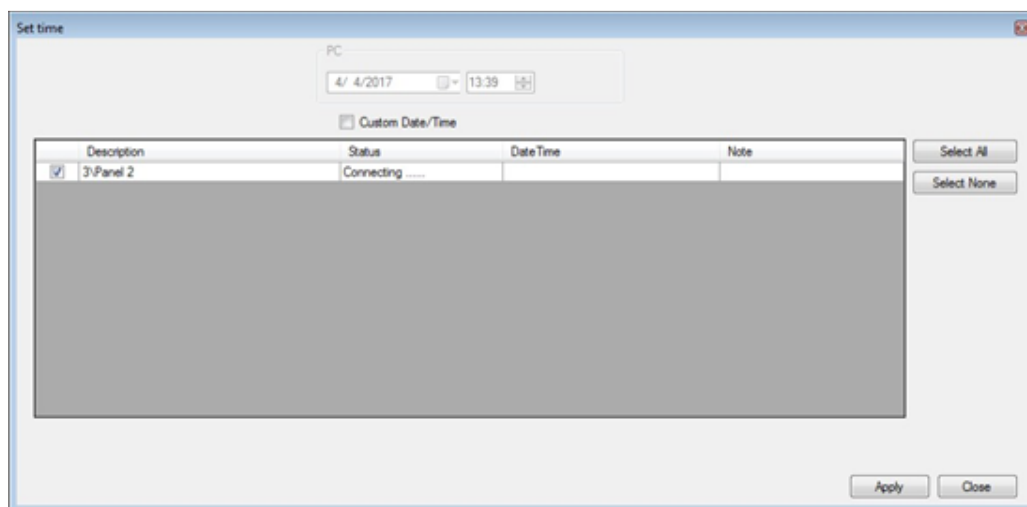 Set time
PC
4/ 4/2017 13:39
Custom Date/Time
Description Status DateTime Note
3\Panel 2 Connecting ......
Select All
Select None
Apply Close